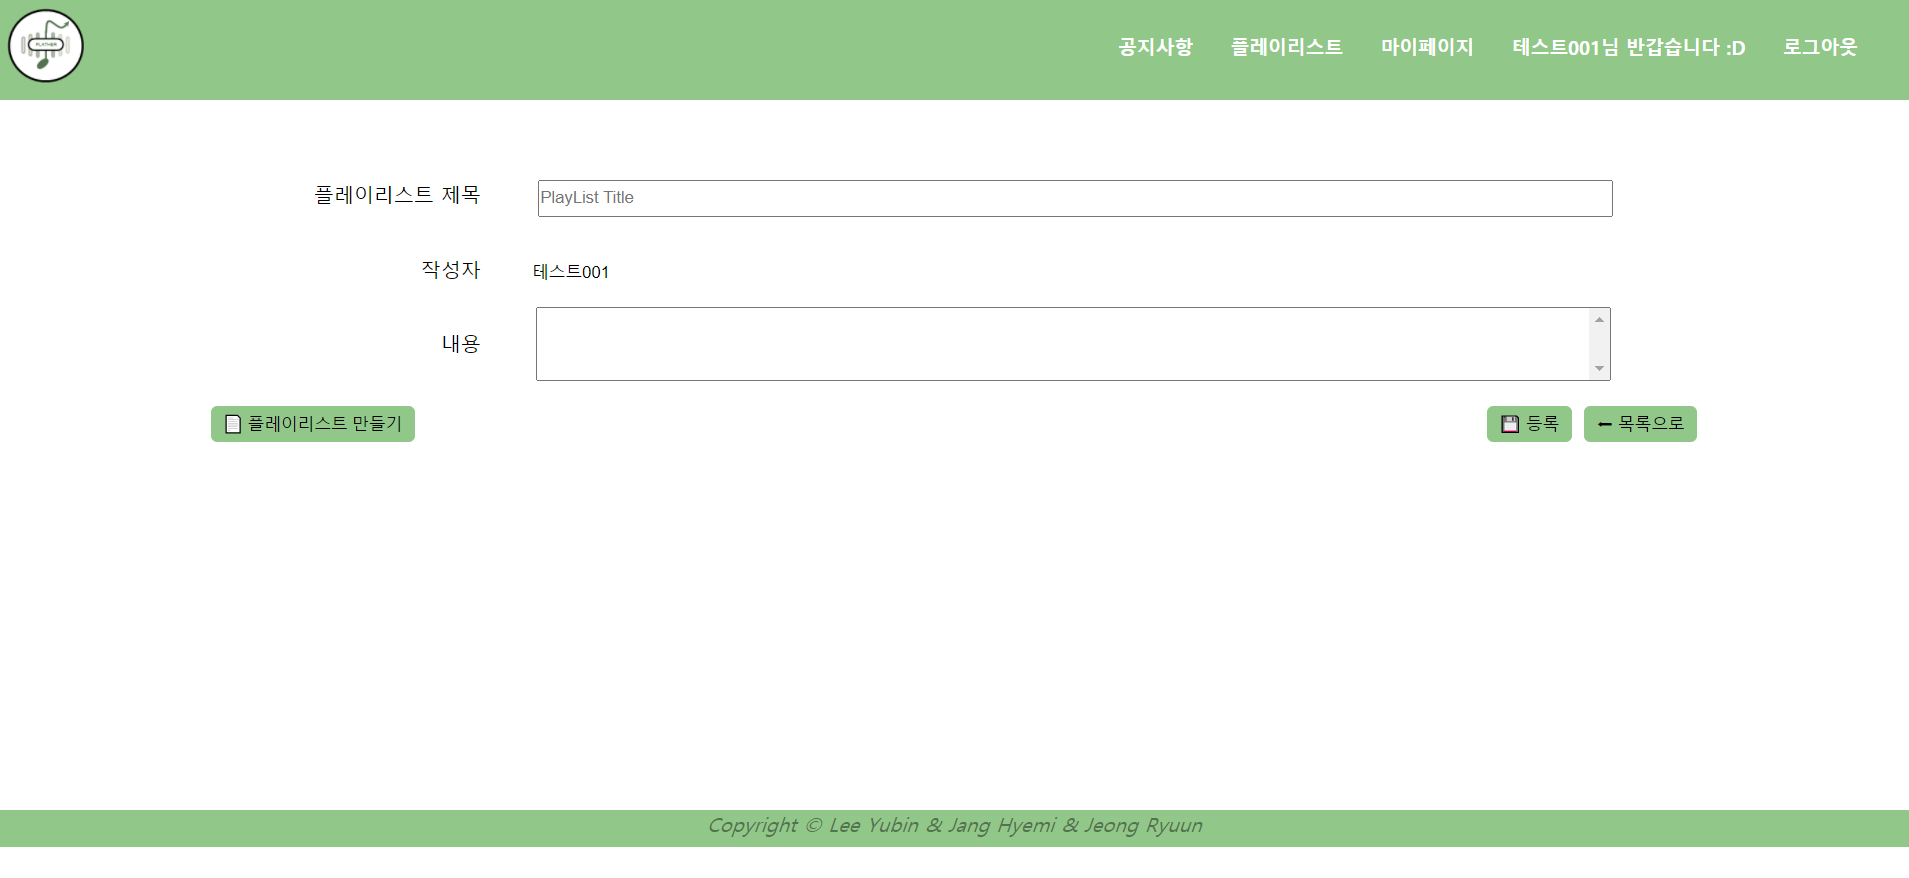 공지사항 플레이리스트 마이페이지 테스트001님 반갑습니다 :D 로그아웃
플레이리스트 제목 PlayList Title
작성자 테스트001
내용
플레이리스트 만들기 등록 목록으로
Copyright © Lee Yubin & Jang Hyemi & Jeong Ryuun